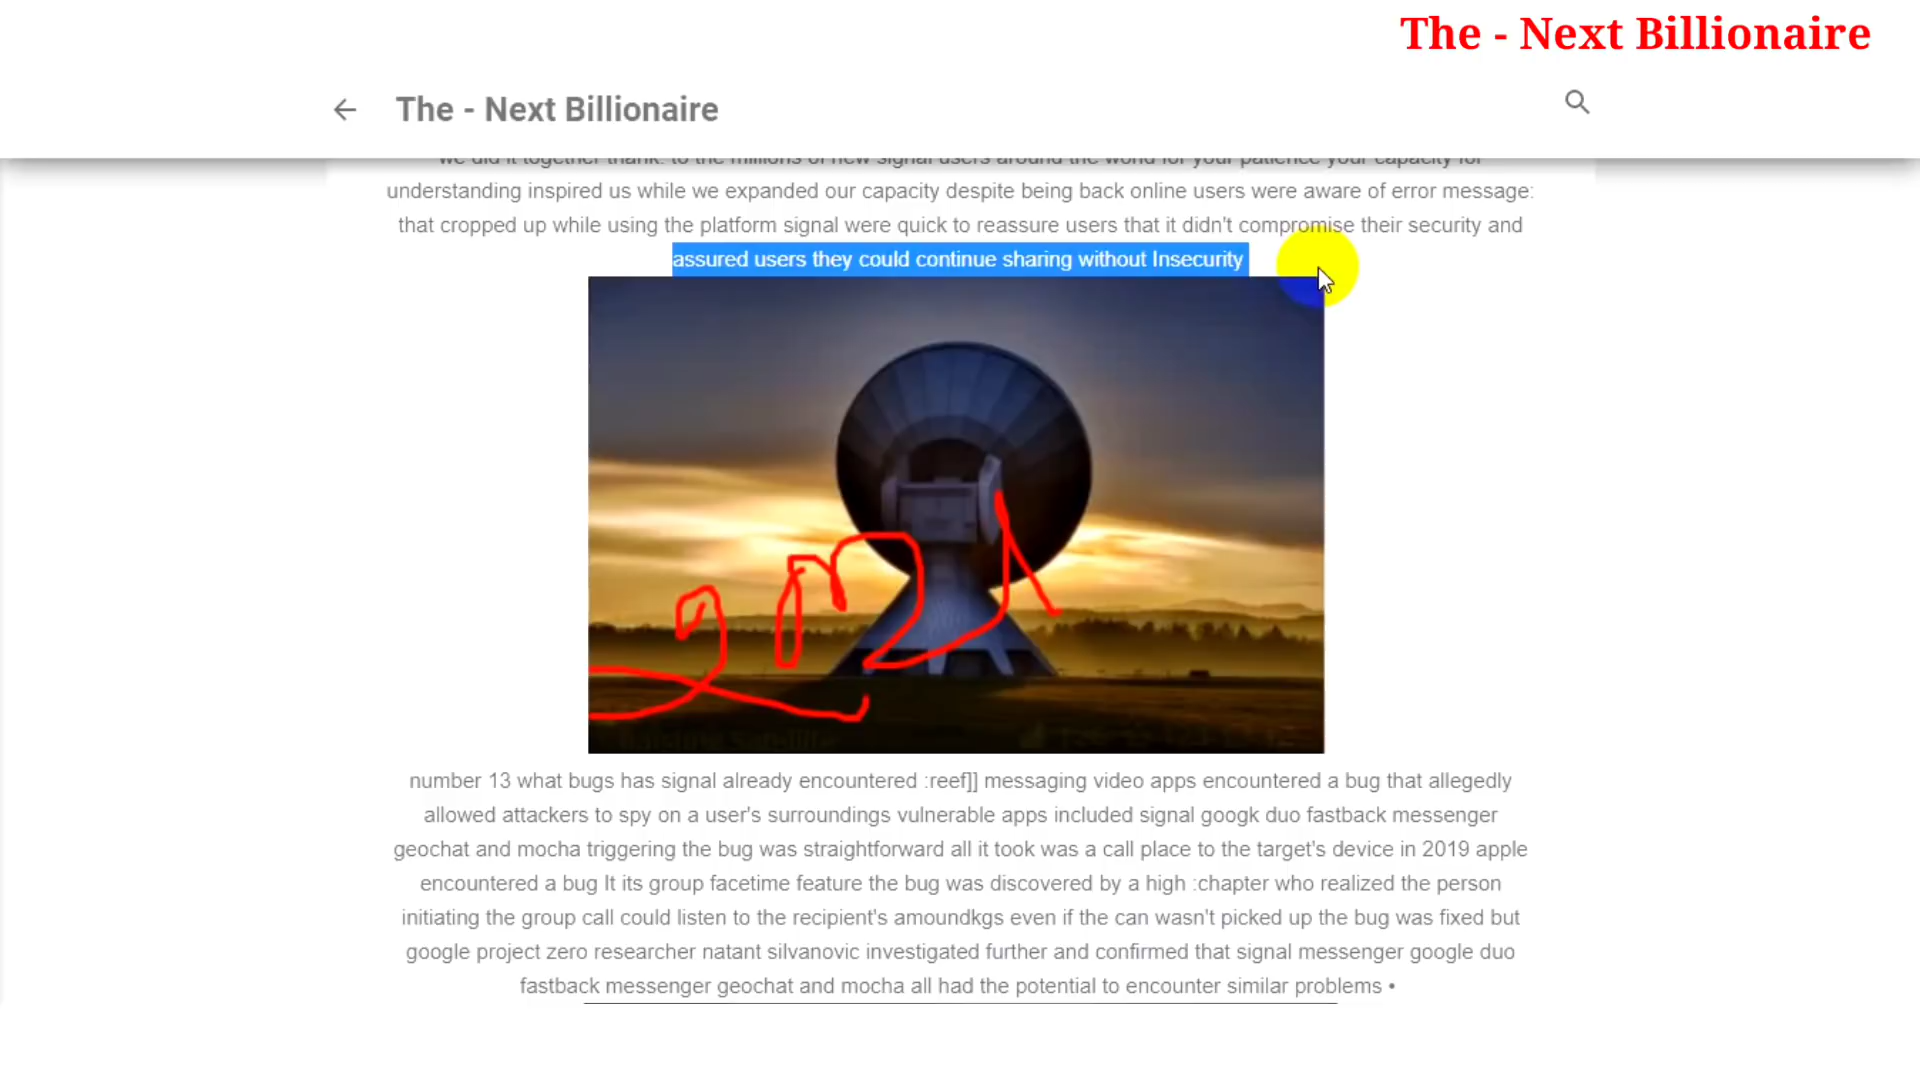 The - Next Billionaire
The - Next Billionaire
we did it together thank. to the millions of new signal users around the world for your patience your capacity for
understanding inspired us while we expanded our capacity despite being back online users were aware of error message:
that cropped up while using the platform signal were quick to reassure users that it didn't compromise their security and
assured users they could continue sharing without Insecurity
number 13 what bugs has signal already encountered :reef]] messaging video apps encountered a bug that allegedly
allowed attackers to spy on a user's surroundings vulnerable apps included signal googk duo fastback messenger
geochat and mocha triggering the bug was straightforward all it took was a call place to the target's device in 2019 apple
encountered a bug It its group facetime feature the bug was discovered by a high :chapter who realized the person
initiating the group call could listen to the recipient's amoundkgs even if the can wasn't picked up the bug was fixed but
google project zero researcher natant silvanovic investigated further and confirmed that signal messenger google duo
fastback messenger geochat and mocha all had the potential to encounter similar problems •